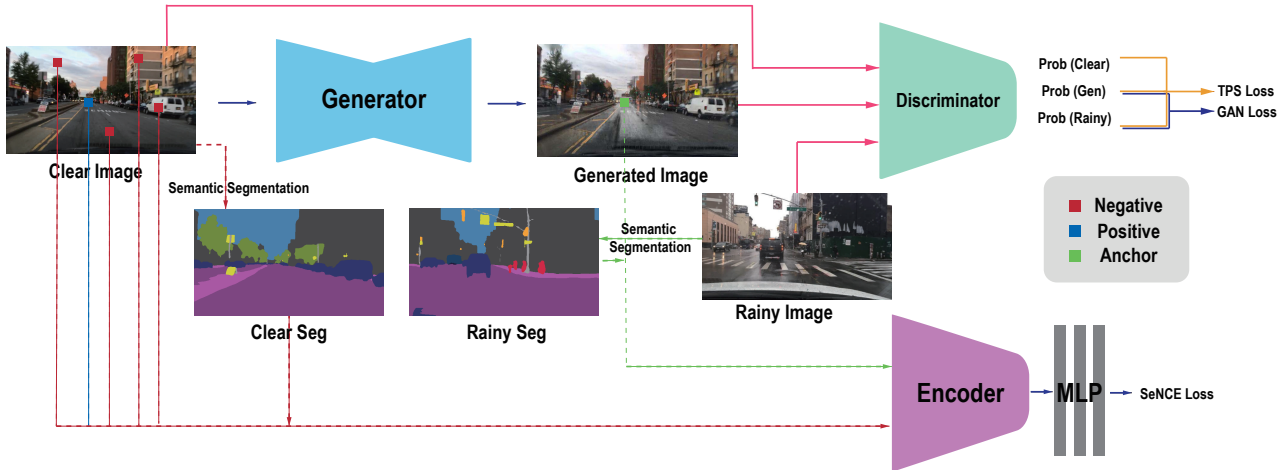 Generator
Discriminator
Prob (Clear)
Prob (Gen)
Prob (Rainy)
TPS Loss
GAN Loss
Clear Image
Generated Image
Semantic Segmentation
Semantic
Segmentation
Negative
Positive
Anchor
Clear Seg
Rainy Seg
Rainy Image
Encoder
MLP
SeNCE Loss